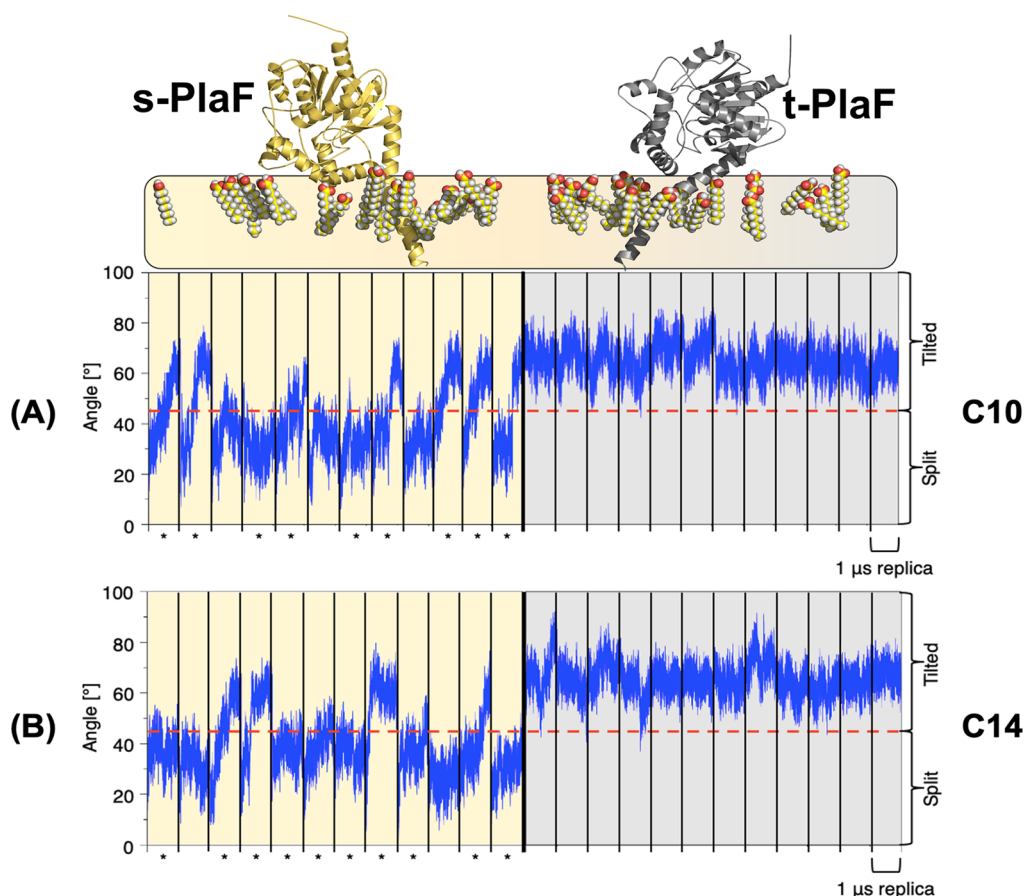 s-PlaF
t-PlaF
(A)
Angle [°]
100
80
60
40
20
0
Tilted
Split
C10
* * * * * * * * *
1 µs replica
(B)
Angle [°]
100
80
60
40
20
0
Tilted
Split
C14
* * * * * * * * * *
1 µs replica